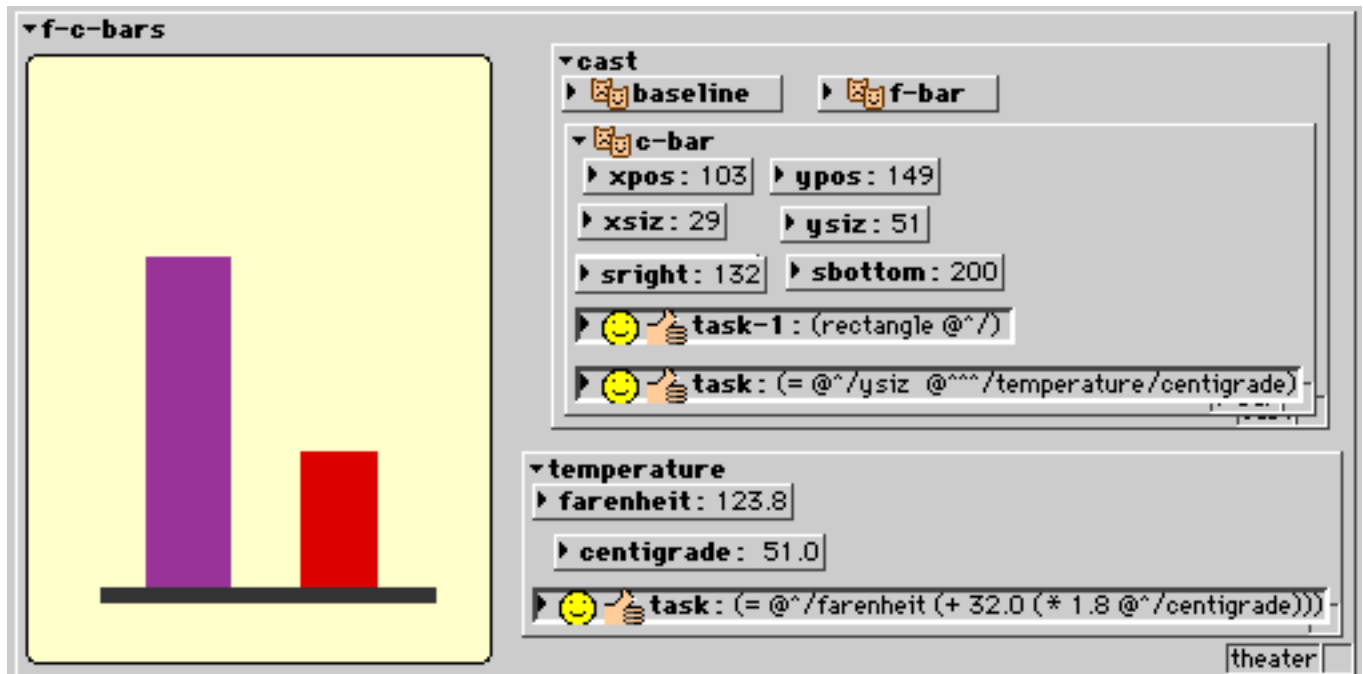 f-c-bars
cast
baseline f-bar
c-bar
xpos: 103 ypos: 149
xsiz: 29 ysiz: 51
sright: 132 sbottom: 200
task-1: (rectangle @^/)
task: (= @^/ysiz @^^^/temperature/centigrade)
temperature
farenheit: 123.8
centigrade: 51.0
task: (= @^/farenheit (+ 32.0 (* 1.8 @^/centigrade)))
theater